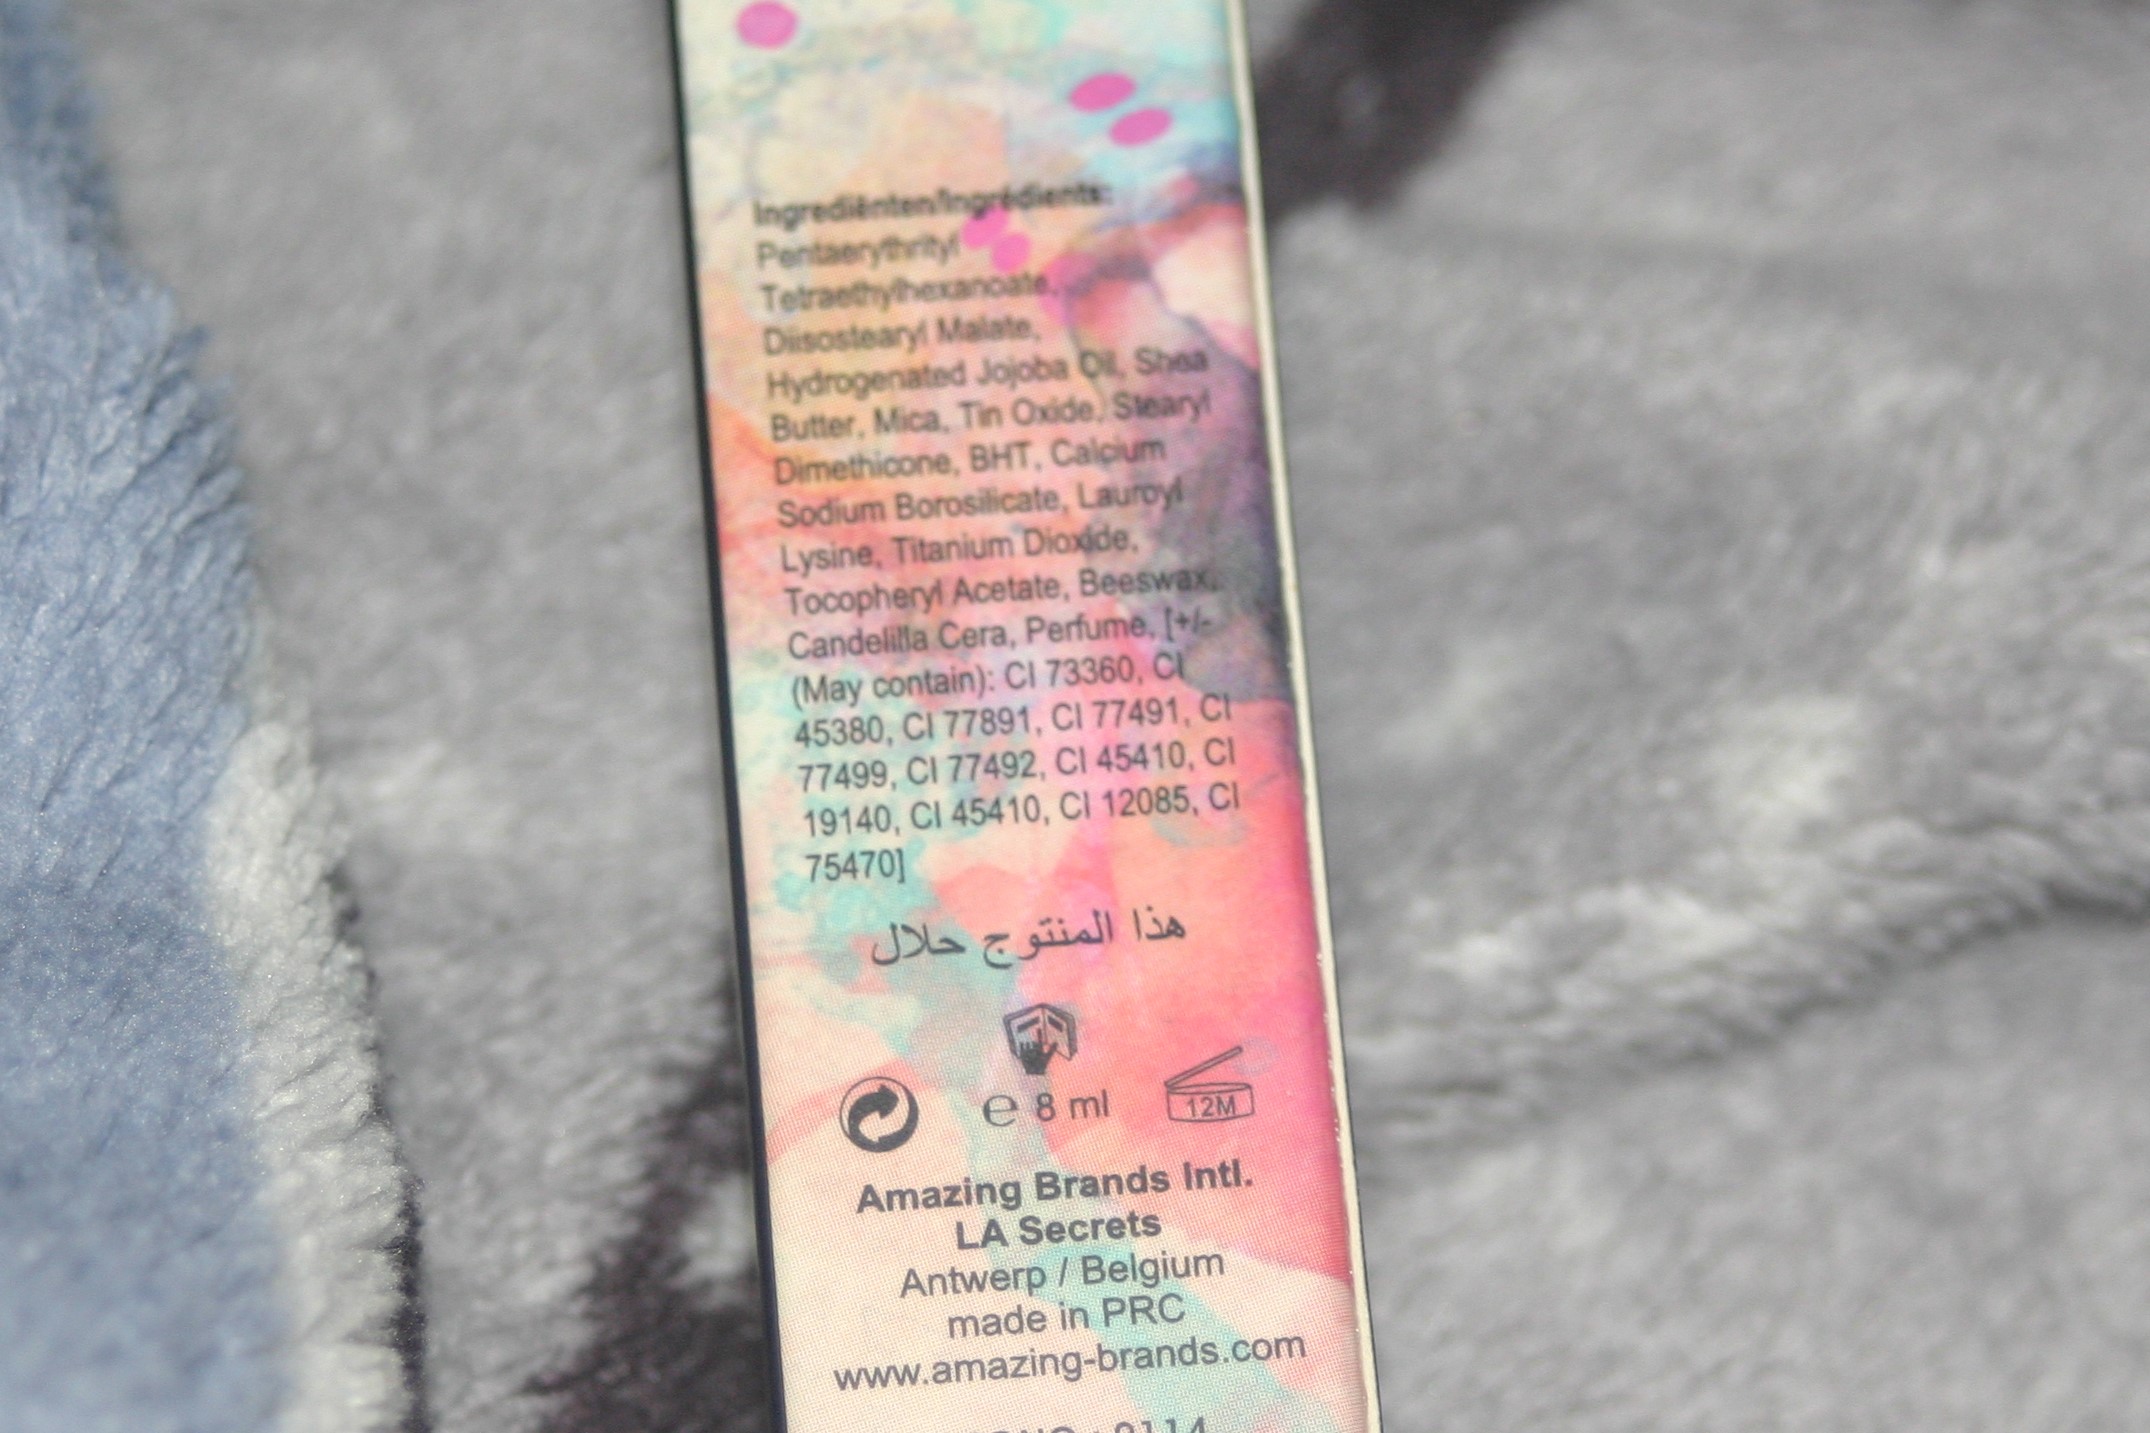 Ingrediënten/Ingrédients:
Pentaerythrityl
Tetraethylhexanoate,
Diisostearyl Malate,
Hydrogenated Jojoba Oil, Shea
Butter, Mica, Tin Oxide, Stearyl
Dimethicone, BHT, Calcium
Sodium Borosilicate, Lauroyl
Lysine, Titanium Dioxide,
Tocopheryl Acetate, Beeswax,
Candelilla Cera, Perfume, [+/-
(May contain): CI 73360, CI
45380, CI 77891, CI 77491, CI
77499, CI 77492, CI 45410, CI
19140, CI 45410, CI 12085, CI
75470]
هذا المنتوج حلال
℮ 8 ml
12M
Amazing Brands Intl.
LA Secrets
Antwerp / Belgium
made in PRC
www.amazing-brands.com